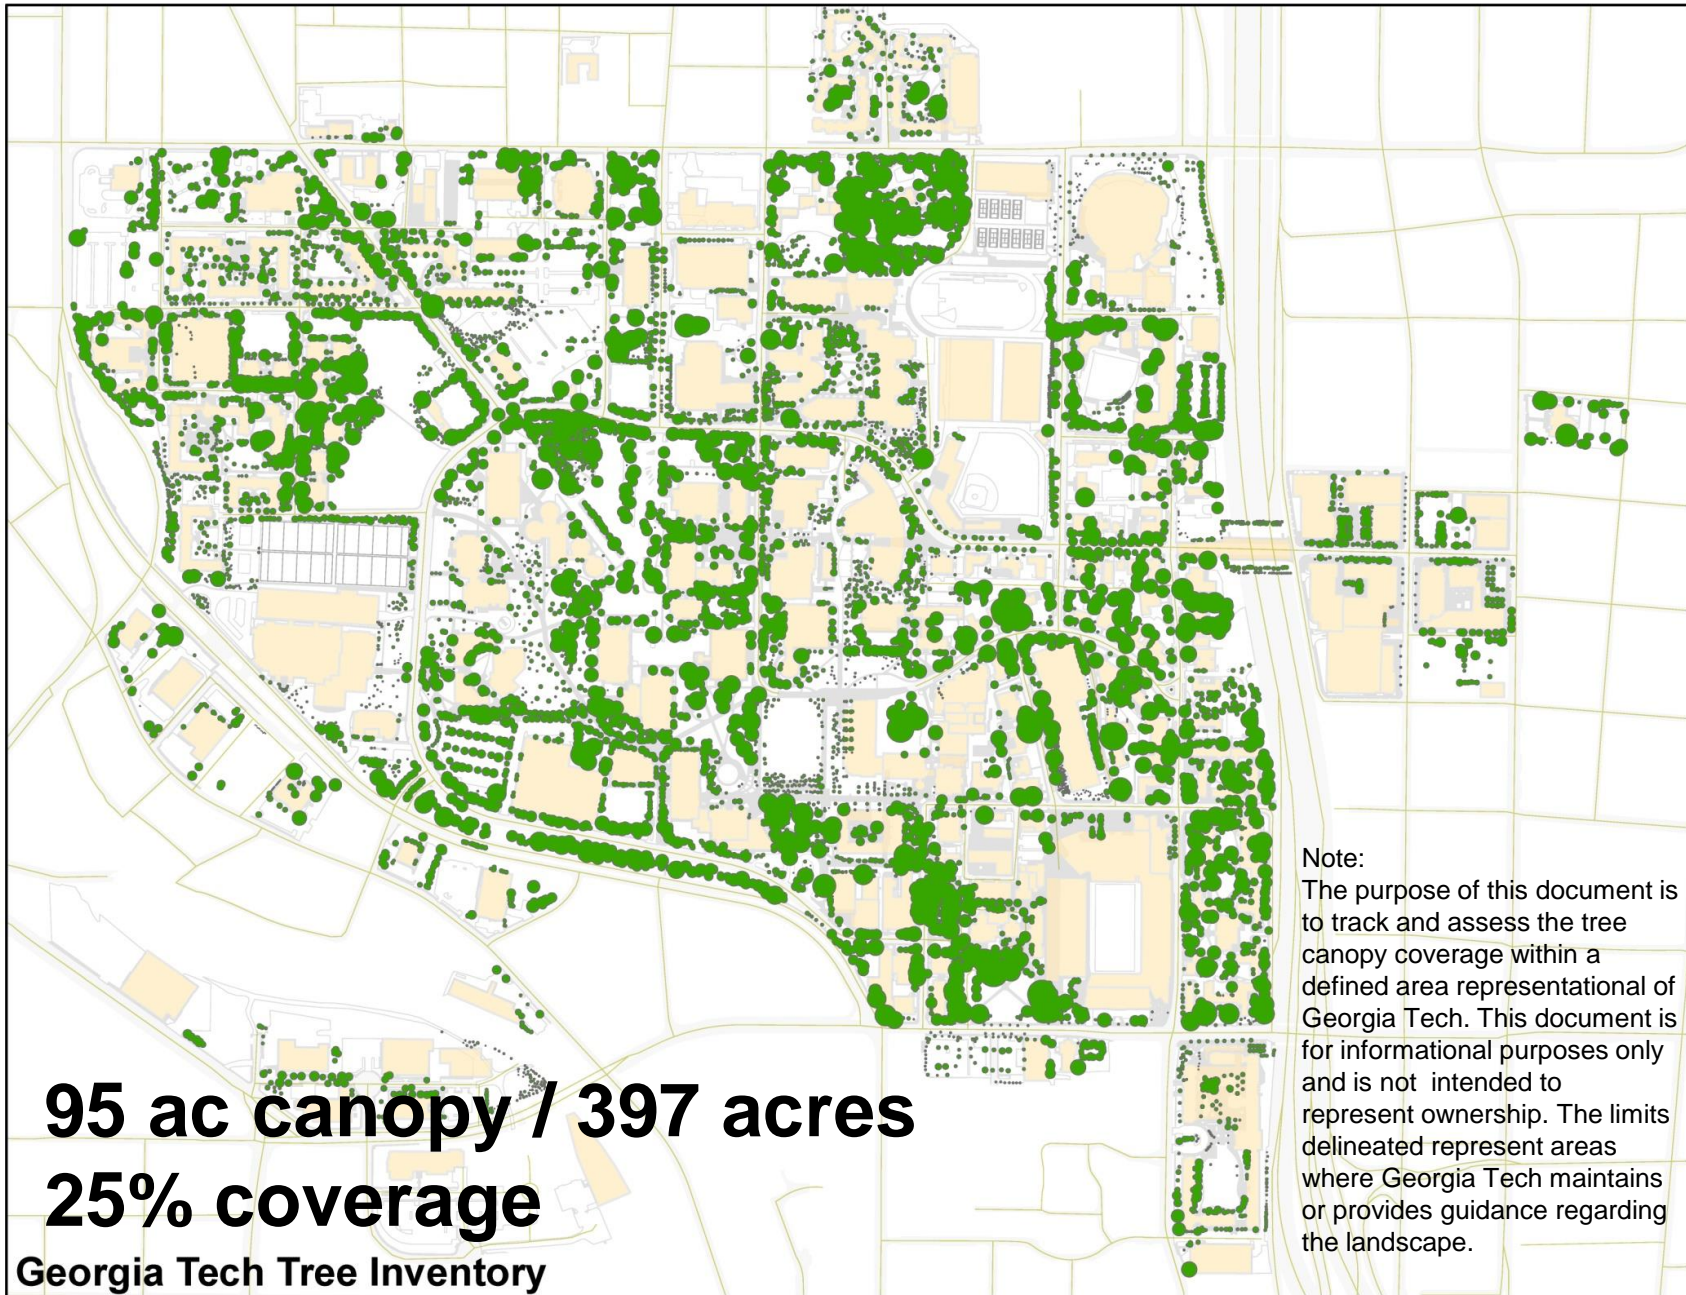 Note:
The purpose of this document is
to track and assess the tree
canopy coverage within a
defined area representational of
Georgia Tech. This document is
for informational purposes only
and is not  intended to
represent ownership. The limits
delineated represent areas
where Georgia Tech maintains
or provides guidance regarding
the landscape.
95 ac canopy / 397 acres
25% coverage
Georgia Tech Tree Inventory